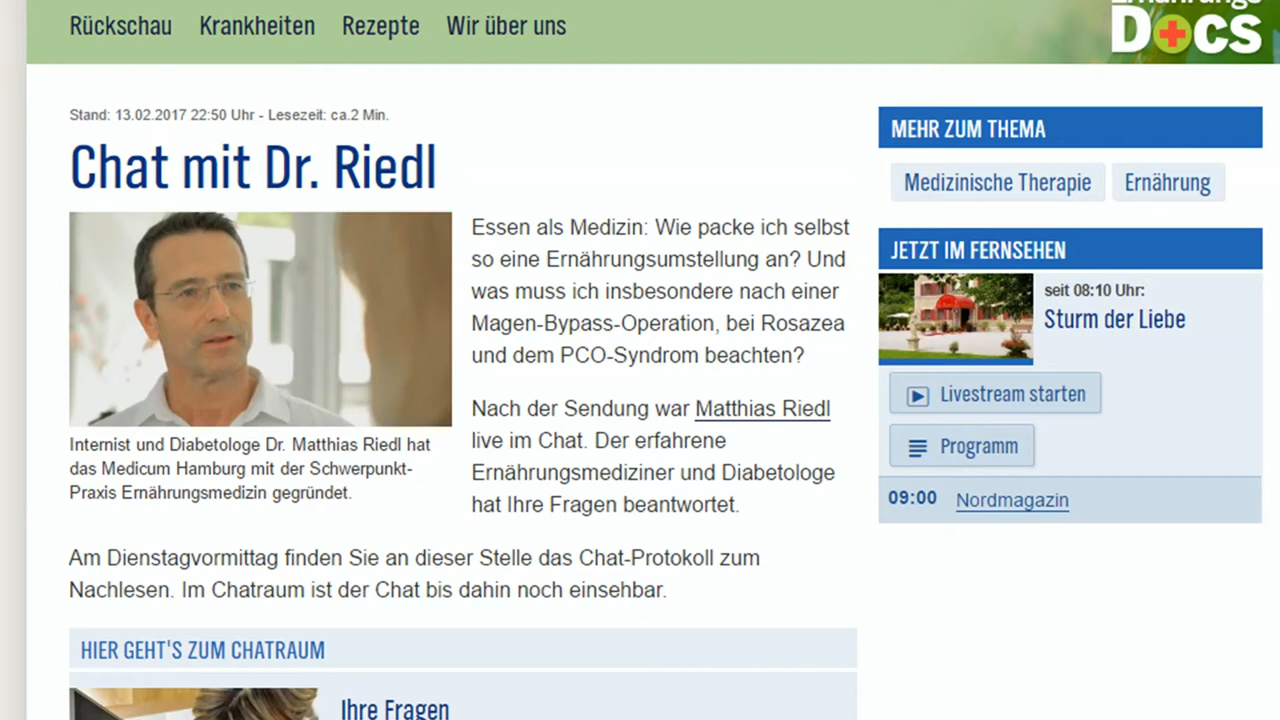 Rückschau Krankheiten Rezepte Wir über uns
DOCS
Stand: 13.02.2017 22:50 Uhr - Lesezeit: ca.2 Min.
Chat mit Dr. Riedl
Essen als Medizin: Wie packe ich selbst
so eine Ernährungsumstellung an? Und
was muss ich insbesondere nach einer
Magen-Bypass-Operation, bei Rosazea
und dem PCO-Syndrom beachten?
Nach der Sendung war Matthias Riedl
live im Chat. Der erfahrene
Ernährungsmediziner und Diabetologe
hat Ihre Fragen beantwortet.
Internist und Diabetologe Dr. Matthias Riedl hat
das Medicum Hamburg mit der Schwerpunkt-
Praxis Ernährungsmedizin gegründet.
Am Dienstagvormittag finden Sie an dieser Stelle das Chat-Protokoll zum
Nachlesen. Im Chatraum ist der Chat bis dahin noch einsehbar.
HIER GEHT'S ZUM CHATRAUM
Ihre Fragen
MEHR ZUM THEMA
Medizinische Therapie Ernährung
JETZT IM FERNSEHEN
seit 08:10 Uhr:
Sturm der Liebe
Livestream starten
Programm
09:00 Nordmagazin